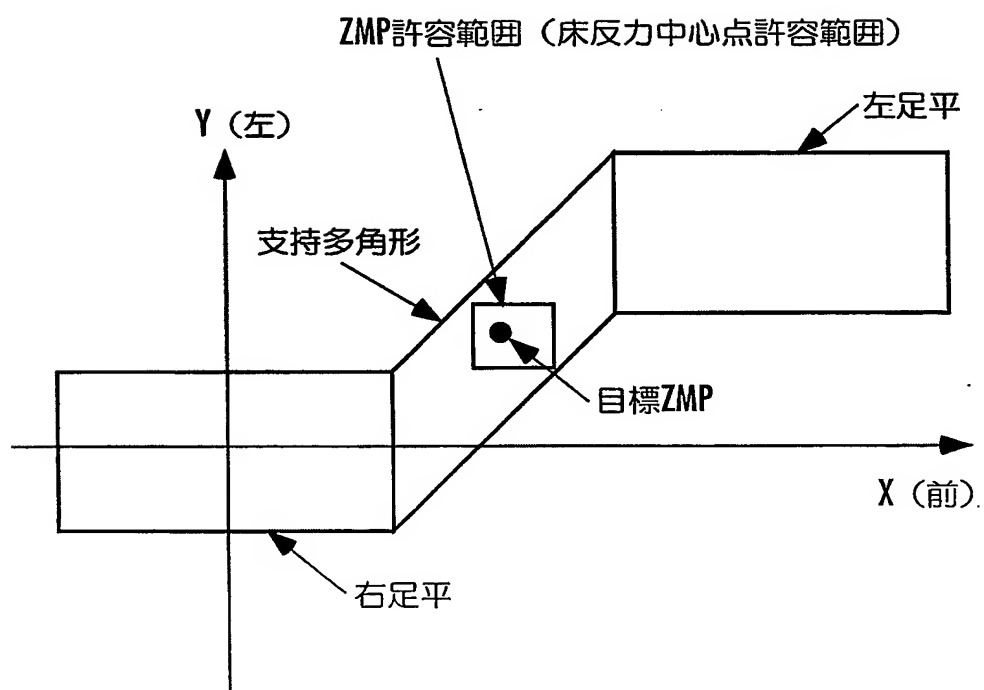 ZMP許容範囲（床反力中心点許容範囲）
Y（左）
左足平
支持多角形
目標ZMP
X（前）
右足平